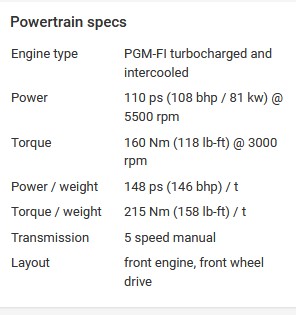 Powertrain specs
Engine type PGM-FI turbocharged and
intercooled
Power 110 ps (108 bhp / 81 kw) @
5500 rpm
Torque 160 Nm (118 lb-ft) @ 3000
rpm
Power / weight 148 ps (146 bhp) / t
Torque / weight 215 Nm (158 lb-ft) / t
Transmission 5 speed manual
Layout front engine, front wheel
drive